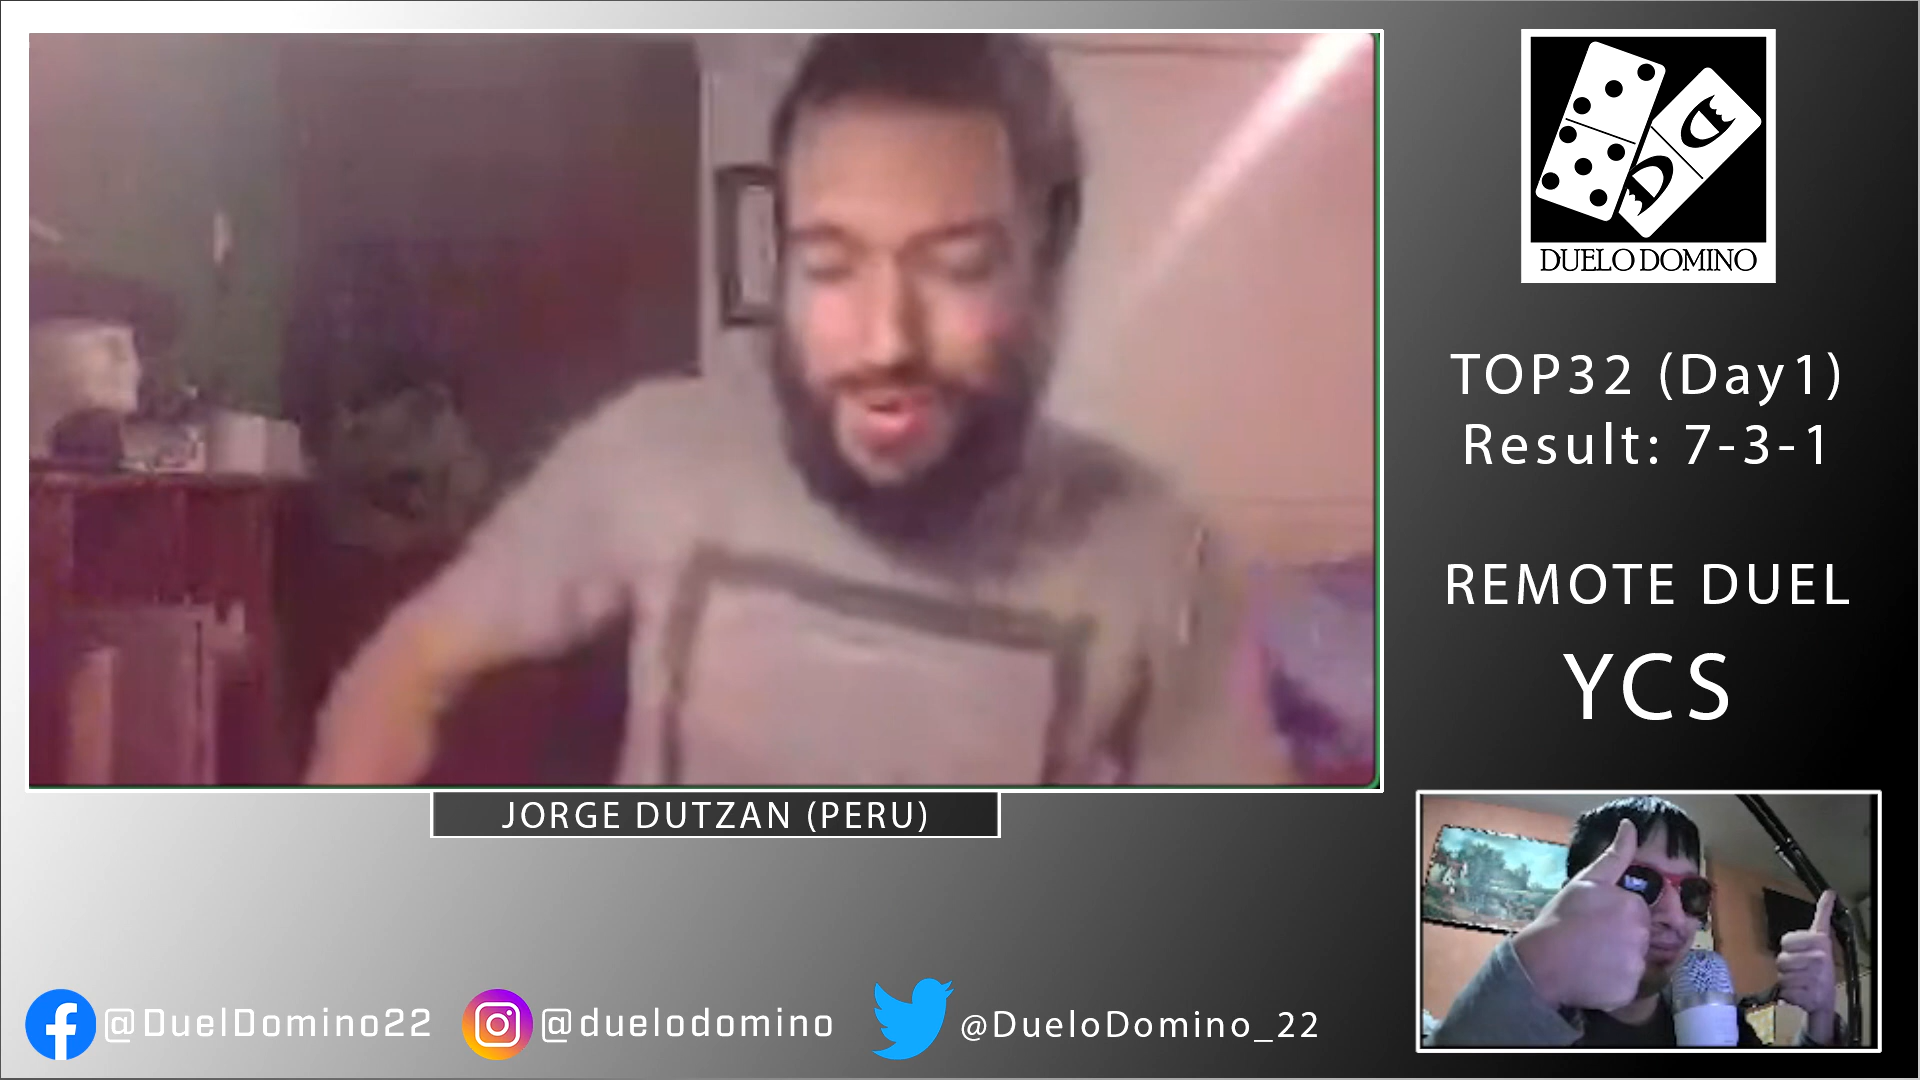 DUELO DOMINO
TOP32 (Day1)
Result: 7-3-1
REMOTE DUEL
YCS
JORGE DUTZAN (PERU)
@DuelDomino22
@duelodomino
@DueloDomino_22